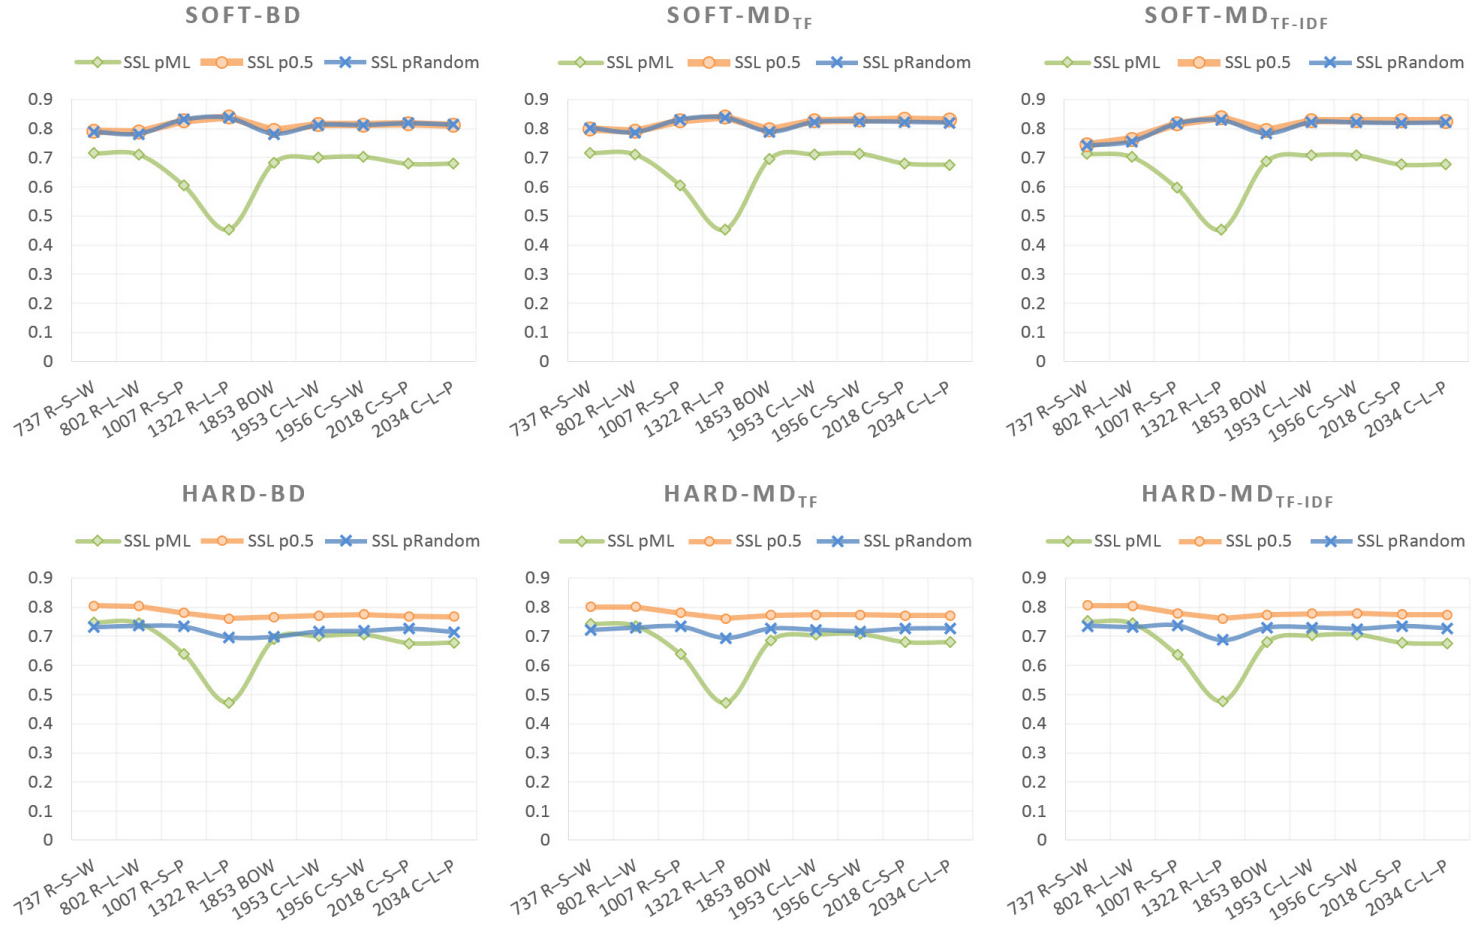 SOFT-BD
SSL pML SSL p0.5 SSL pRandom
0.9
0.8
0.7
0.6
0.5
0.4
0.3
0.2
0.1
0
737 R–S–W
802 R–L–W
1007 R–S–P
1322 R–L–P
1853 BOW
1953 C–L–W
1956 C–S–W
2018 C–S–P
2034 C–L–P
SOFT-MDTF
SSL pML SSL p0.5 SSL pRandom
0.9
0.8
0.7
0.6
0.5
0.4
0.3
0.2
0.1
0
737 R–S–W
802 R–L–W
1007 R–S–P
1322 R–L–P
1853 BOW
1953 C–L–W
1956 C–S–W
2018 C–S–P
2034 C–L–P
SOFT-MDTF-IDF
SSL pML SSL p0.5 SSL pRandom
0.9
0.8
0.7
0.6
0.5
0.4
0.3
0.2
0.1
0
737 R–S–W
802 R–L–W
1007 R–S–P
1322 R–L–P
1853 BOW
1953 C–L–W
1956 C–S–W
2018 C–S–P
2034 C–L–P
HARD-BD
SSL pML SSL p0.5 SSL pRandom
0.9
0.8
0.7
0.6
0.5
0.4
0.3
0.2
0.1
0
737 R–S–W
802 R–L–W
1007 R–S–P
1322 R–L–P
1853 BOW
1953 C–L–W
1956 C–S–W
2018 C–S–P
2034 C–L–P
HARD-MDTF
SSL pML SSL p0.5 SSL pRandom
0.9
0.8
0.7
0.6
0.5
0.4
0.3
0.2
0.1
0
737 R–S–W
802 R–L–W
1007 R–S–P
1322 R–L–P
1853 BOW
1953 C–L–W
1956 C–S–W
2018 C–S–P
2034 C–L–P
HARD-MDTF-IDF
SSL pML SSL p0.5 SSL pRandom
0.9
0.8
0.7
0.6
0.5
0.4
0.3
0.2
0.1
0
737 R–S–W
802 R–L–W
1007 R–S–P
1322 R–L–P
1853 BOW
1953 C–L–W
1956 C–S–W
2018 C–S–P
2034 C–L–P